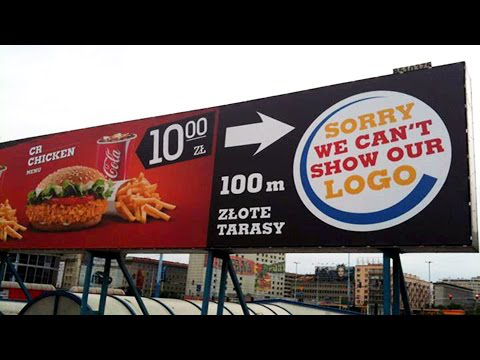 CR
CHICKEN
MENU
Coca-Cola
10.00
ZŁ
100 m
ZŁOTE
TARASY
SORRY
WE CAN'T
SHOW OUR
LOGO